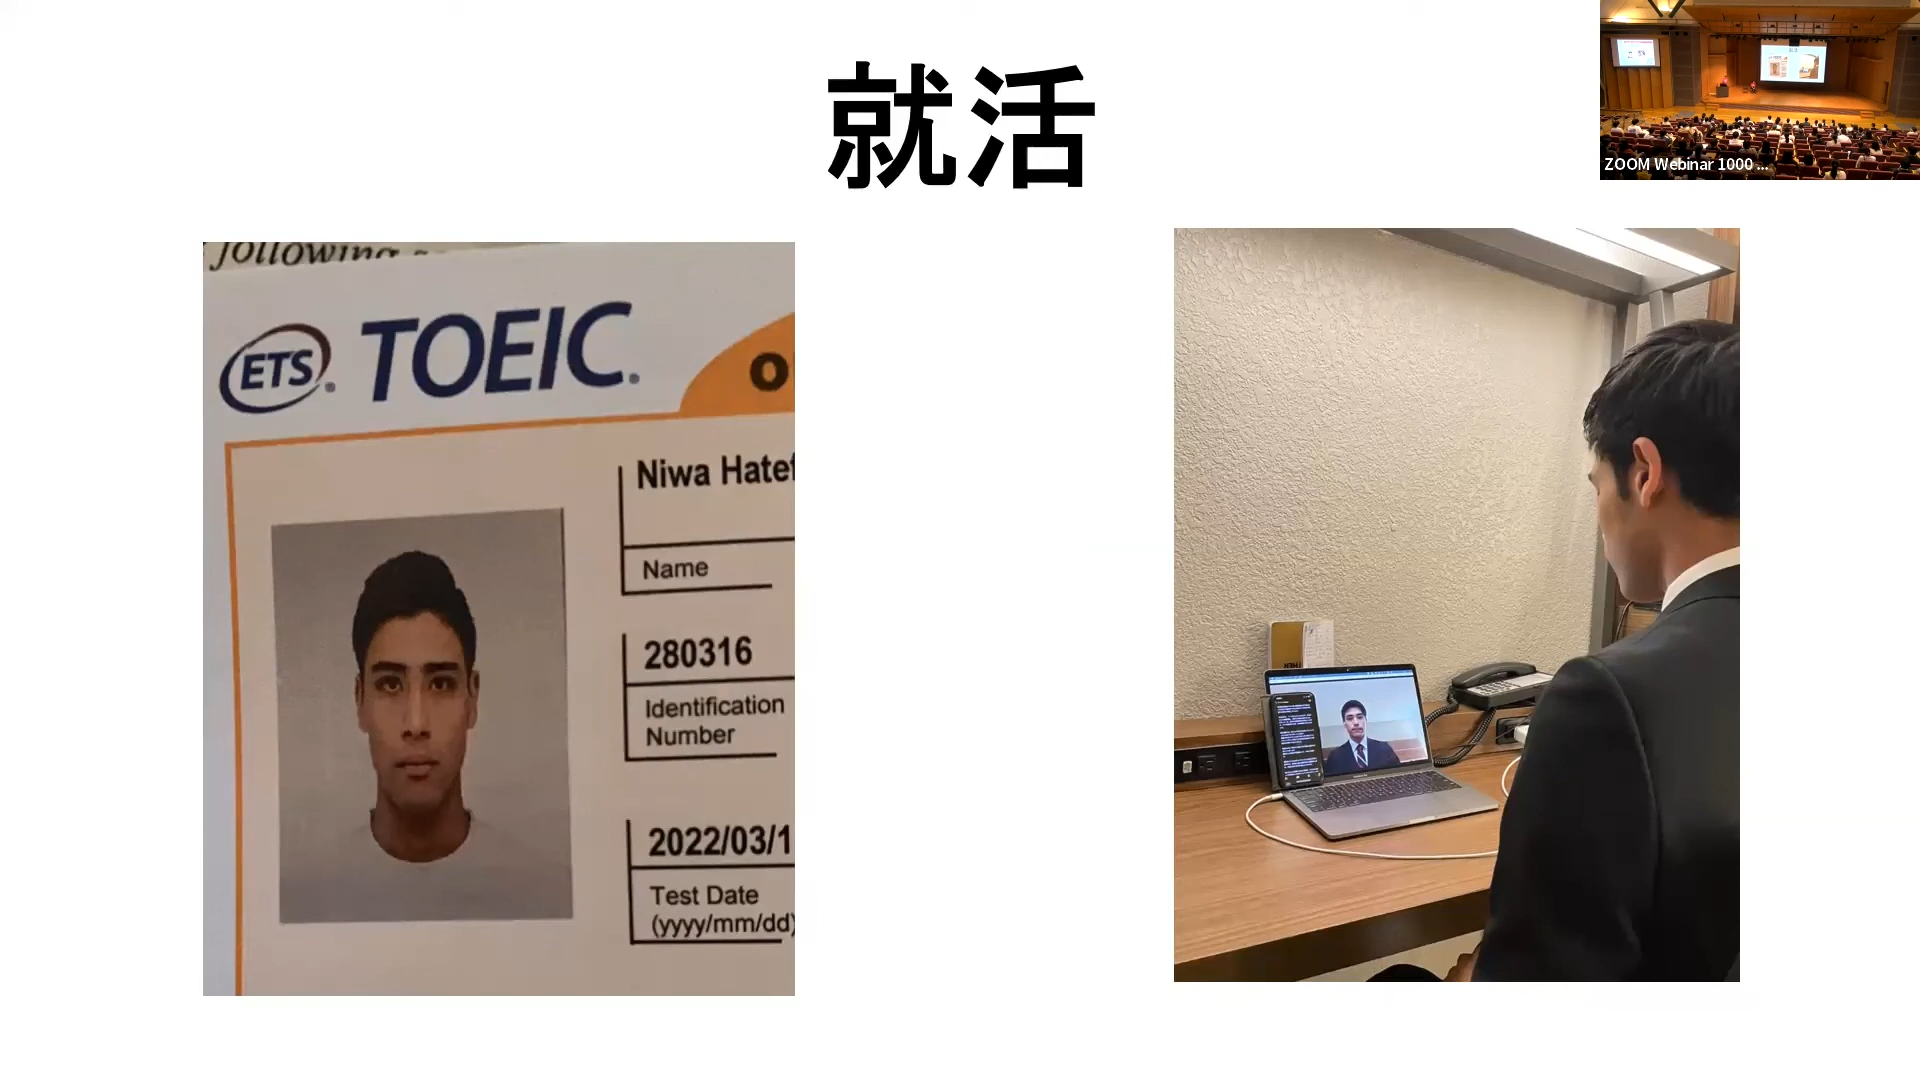 就活
ZOOM Webinar 1000 ...
following
ETS TOEIC
Niwa Hatef
Name
280316
Identification
Number
2022/03/1
Test Date
(yyyy/mm/dd)